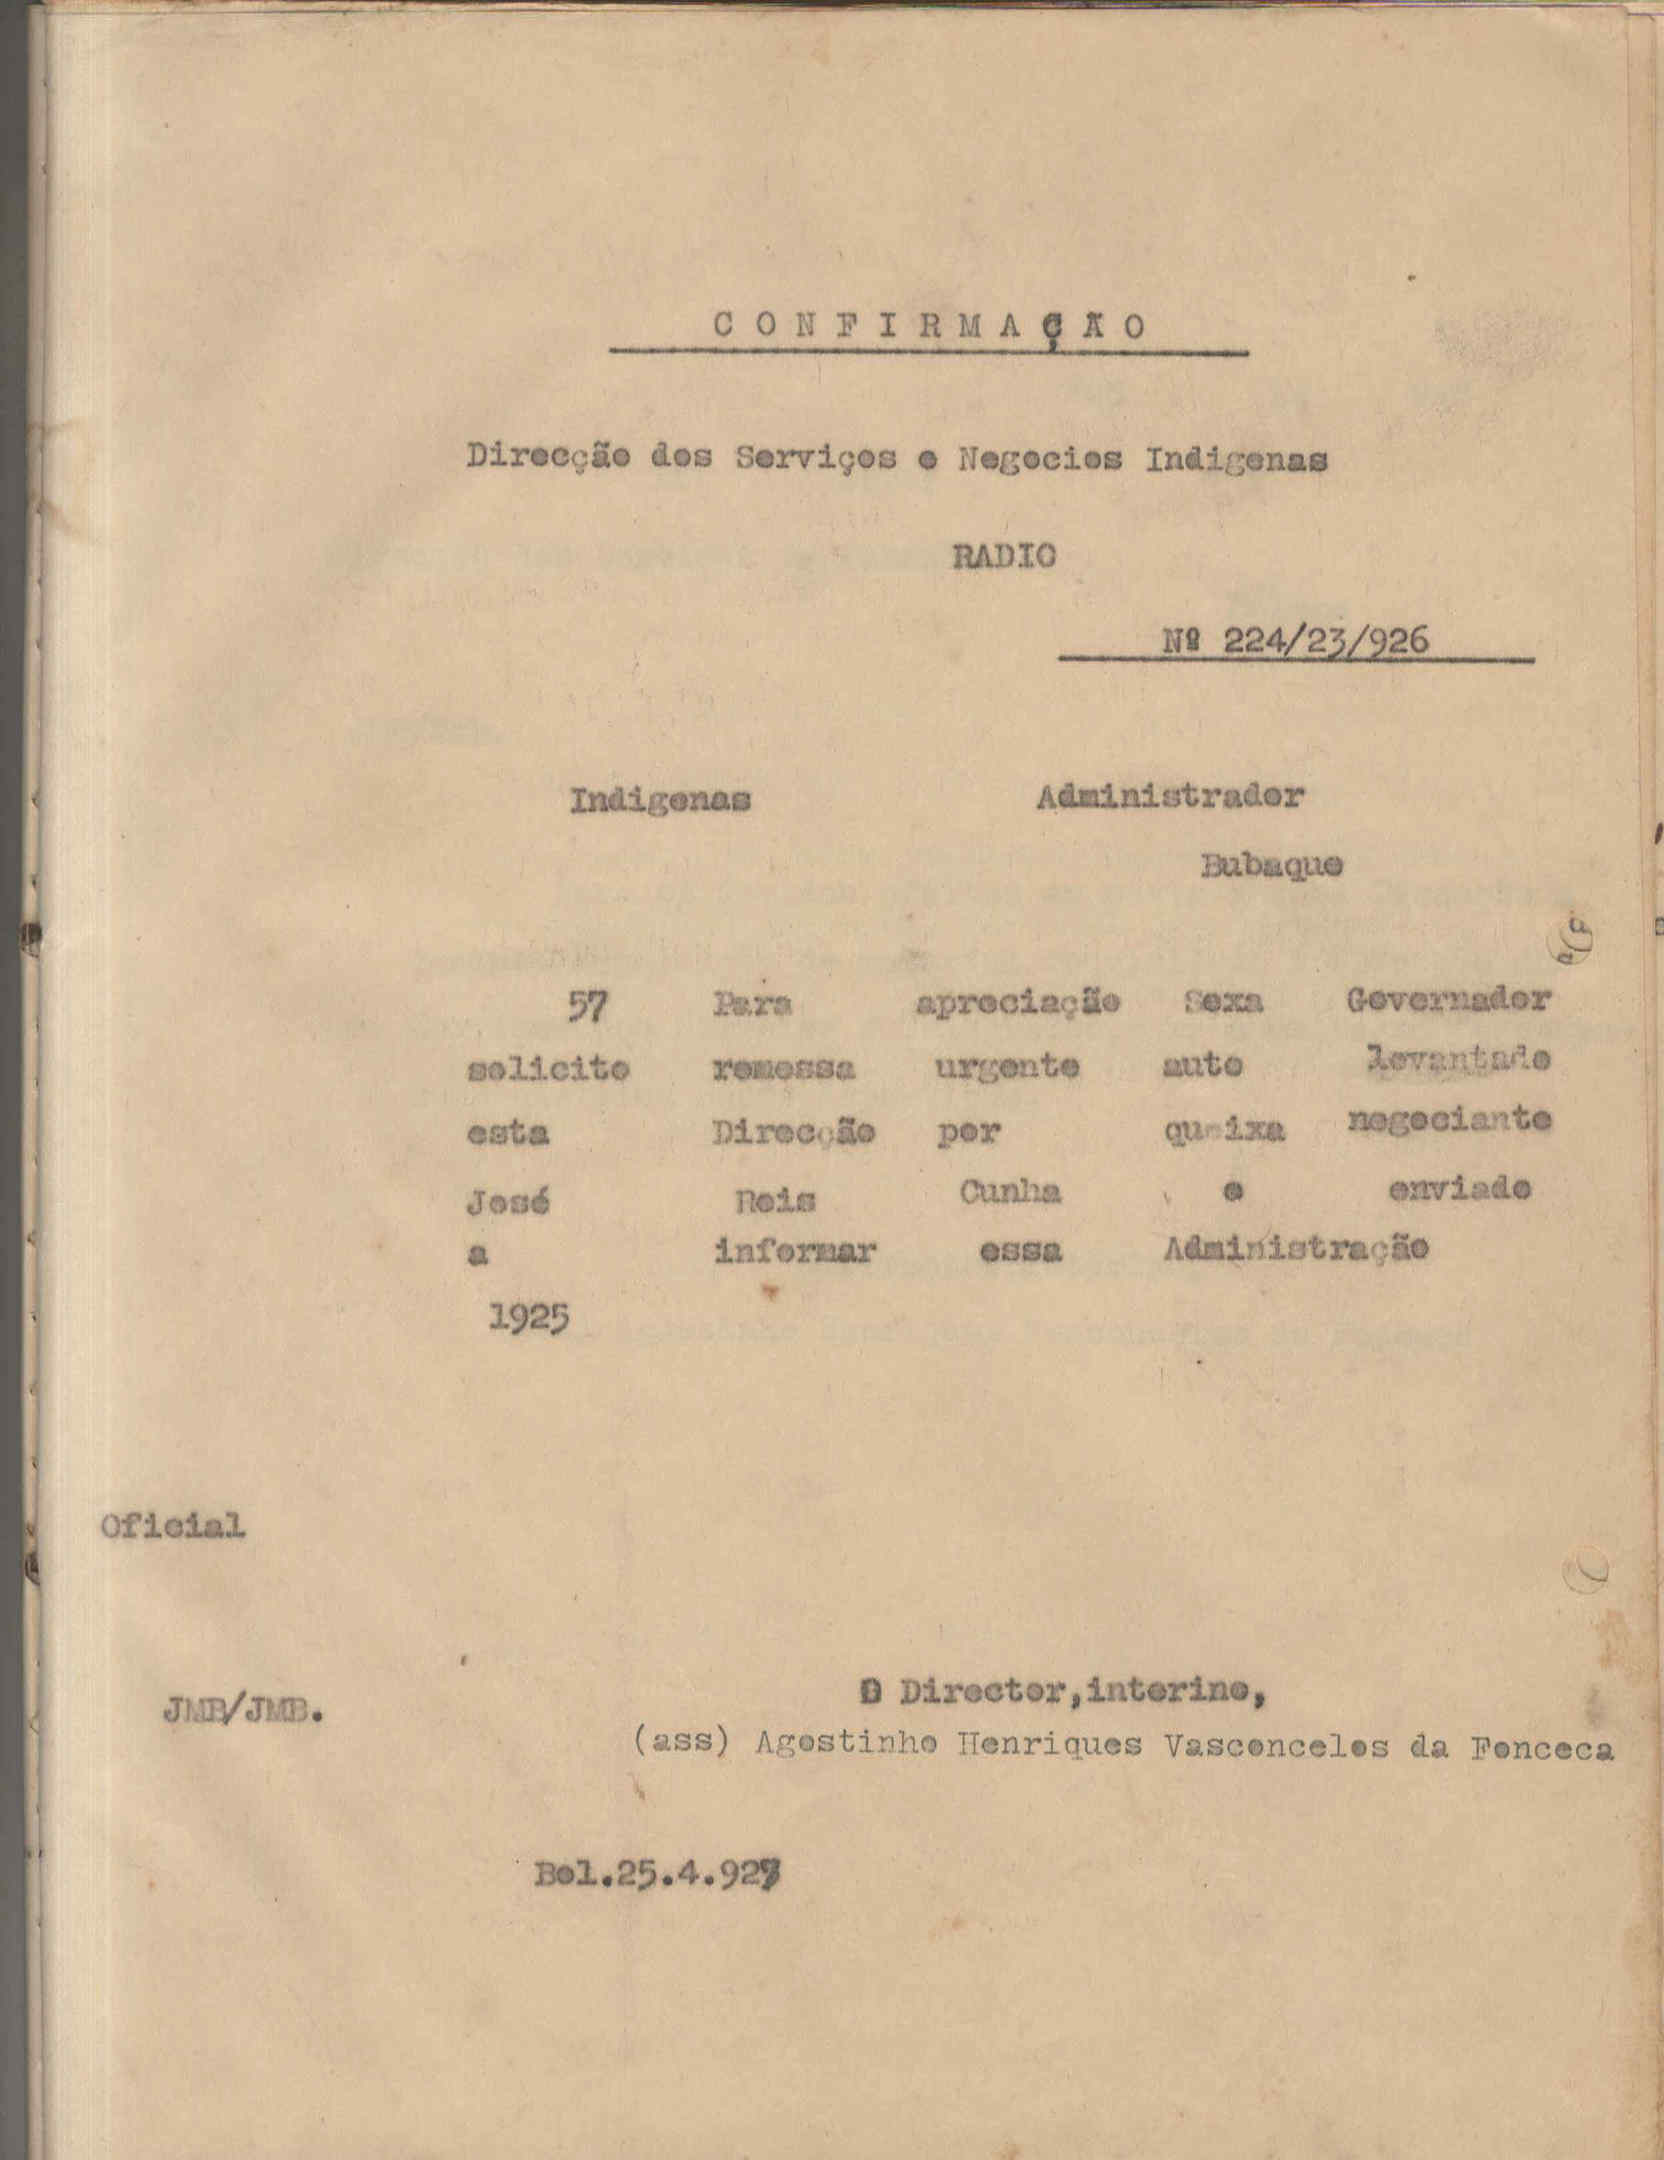 CONFIRMAÇÃO
Direcção dos Serviços e Negocios Indigenas
RADIO
Nº 224/23/926
Indigenas Administrador
Bubaque
57 Para apreciação Sexa Governador
solicito remessa urgente auto levantado
esta Direcção por queixa negociante
José Reis Cunha e enviado
a informar essa Administração
1925
Oficial
O Director,interino,
JMB/JMB.
(ass) Agostinho Henriques Vasconcelos da Fonceca
Bol.25.4.927